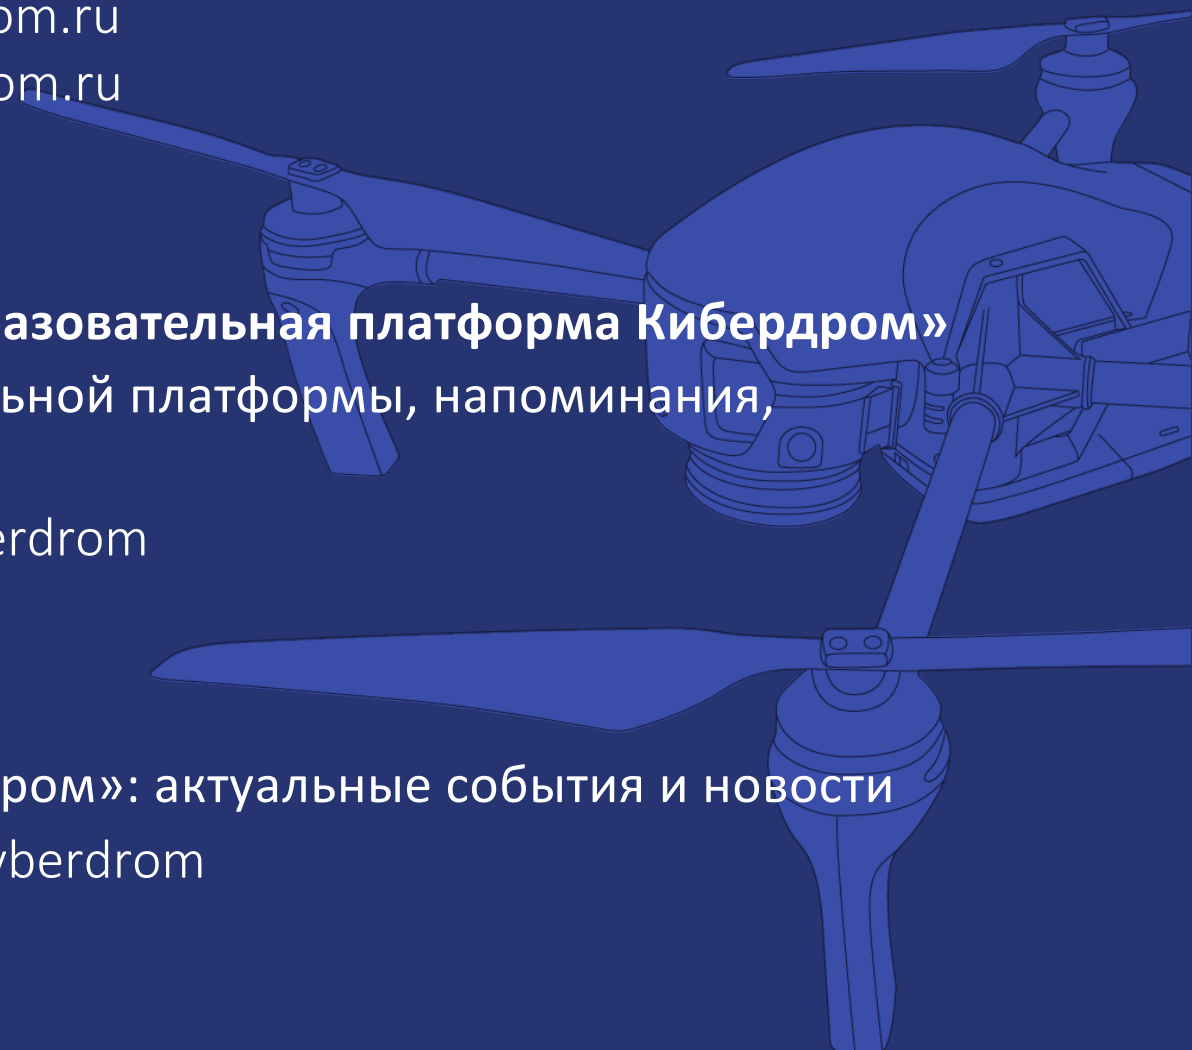 om.ru
om.ru
азовательная платформа Кибердром»
ьной платформы, напоминания,
erdrom
ром»: актуальные события и новости
yberdrom